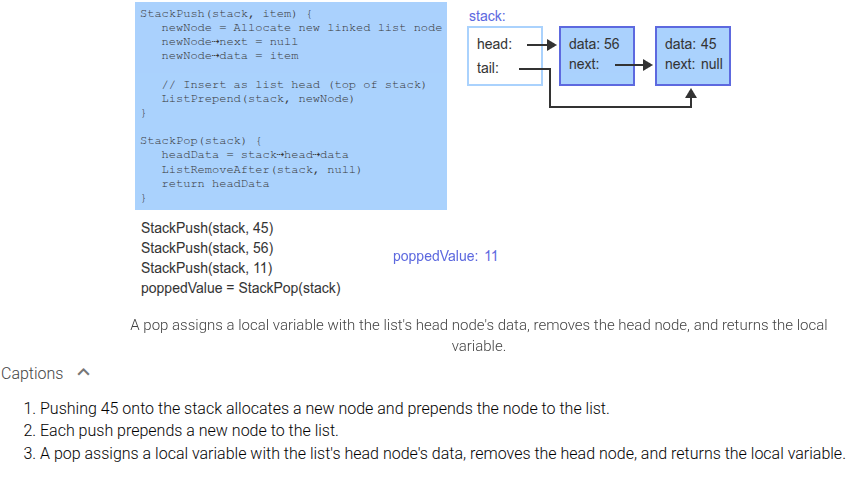 StackPush(stack, item) {
newNode = Allocate new linked list node
newNode→next = null
newNode→data = item
// Insert as list head (top of stack)
ListPrepend(stack, newNode)
}
StackPop(stack) {
headData = stack→head→data
ListRemoveAfter(stack, null)
return headData
}
stack:
head:
tail:
data: 56
next:
data: 45
next: null
StackPush(stack, 45)
StackPush(stack, 56)
StackPush(stack, 11)
poppedValue = StackPop(stack)
poppedValue: 11
A pop assigns a local variable with the list's head node's data, removes the head node, and returns the local
variable.
Captions
1. Pushing 45 onto the stack allocates a new node and prepends the node to the list.
2. Each push prepends a new node to the list.
3. A pop assigns a local variable with the list's head node's data, removes the head node, and returns the local variable.